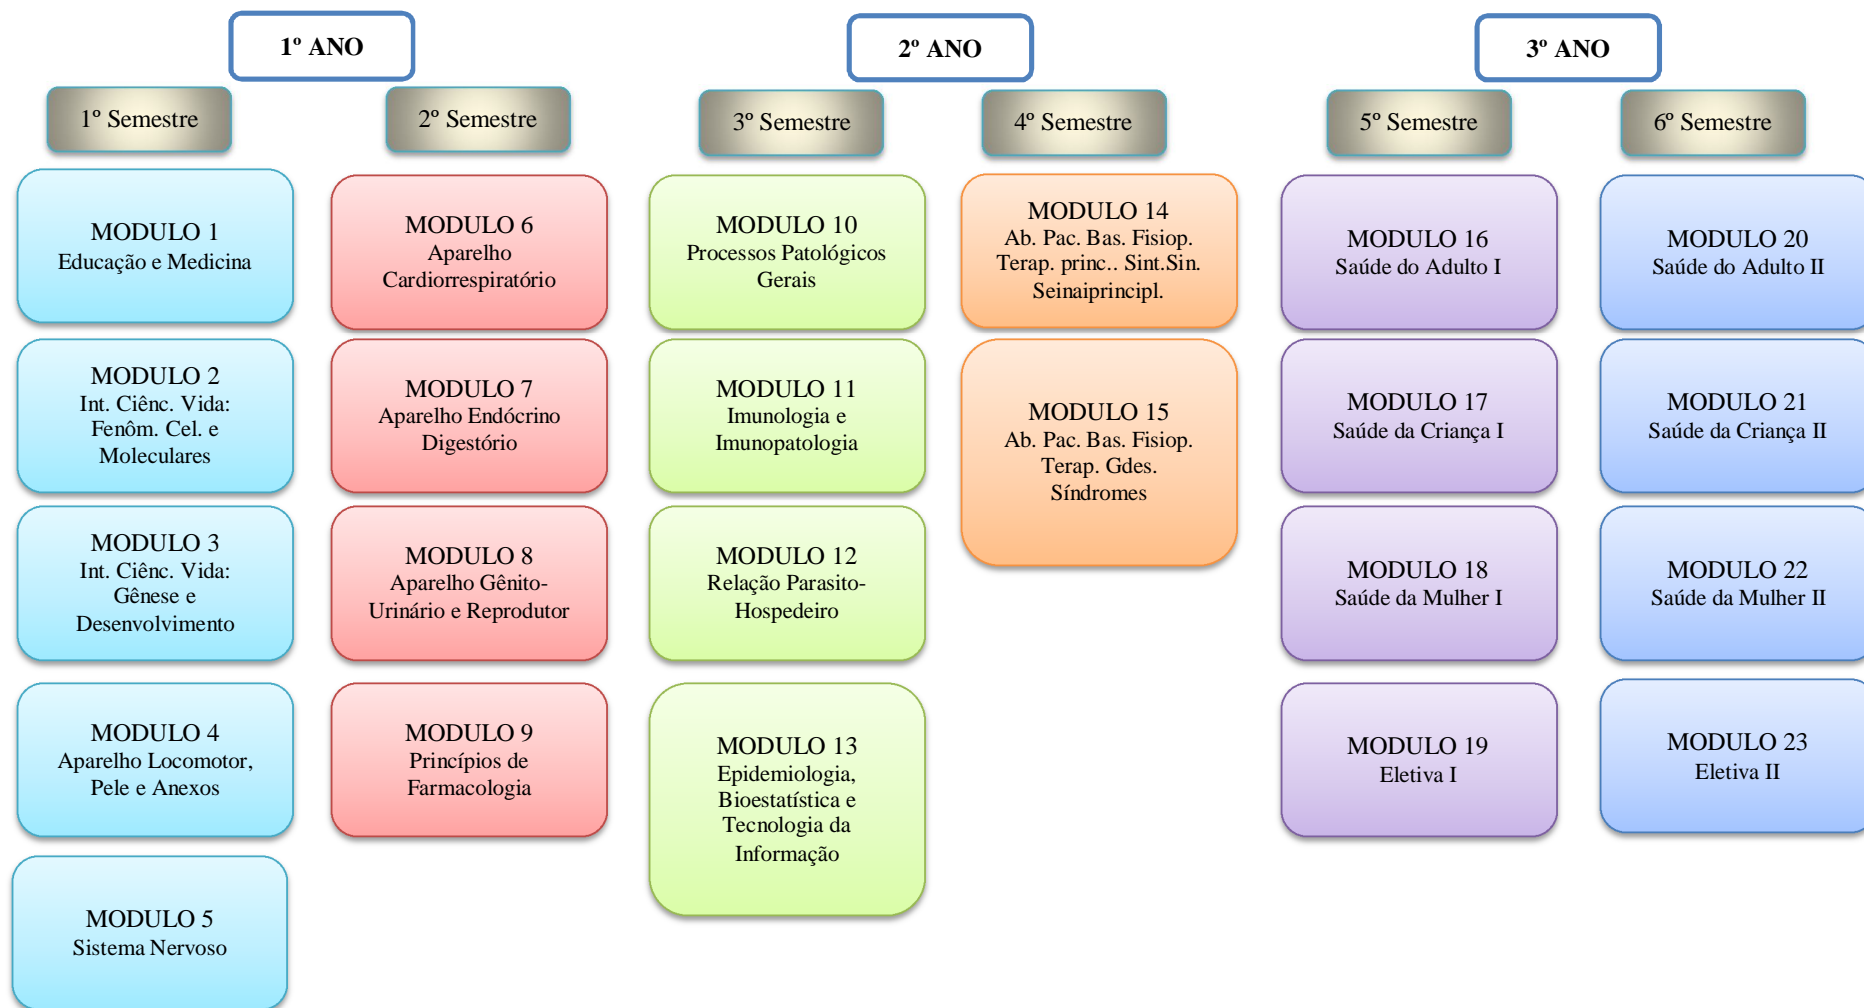 1º ANO
2º ANO
3º ANO
1º Semestre
2º Semestre
3º Semestre
4º Semestre
5º Semestre
6º Semestre
MODULO 1
Educação e Medicina
MODULO 2
Int. Ciênc. Vida:
Fenôm. Cel. e
Moleculares
MODULO 3
Int. Ciênc. Vida:
Gênese e
Desenvolvimento
MODULO 4
Aparelho Locomotor,
Pele e Anexos
MODULO 5
Sistema Nervoso
MODULO 6
Aparelho
Cardiorrespiratório
MODULO 7
Aparelho Endócrino
Digestório
MODULO 8
Aparelho Gênito-
Urinário e Reprodutor
MODULO 9
Princípios de
Farmacologia
MODULO 10
Processos Patológicos
Gerais
MODULO 11
Imunologia e
Imunopatologia
MODULO 12
Relação Parasito-
Hospedeiro
MODULO 13
Epidemiologia,
Bioestatística e
Tecnologia da
Informação
MODULO 14
Ab. Pac. Bas. Fisiop.
Terap. princ.. Sint.Sin.
Seinaiprincipl.
MODULO 15
Ab. Pac. Bas. Fisiop.
Terap. Gdes.
Síndromes
MODULO 16
Saúde do Adulto I
MODULO 17
Saúde da Criança I
MODULO 18
Saúde da Mulher I
MODULO 19
Eletiva I
MODULO 20
Saúde do Adulto II
MODULO 21
Saúde da Criança II
MODULO 22
Saúde da Mulher II
MODULO 23
Eletiva II